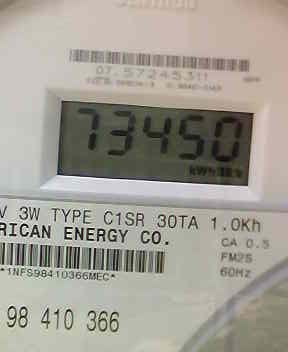 07.57245311
73450
kWh
V 3W TYPE C1SR 30TA 1.0Kh
RICAN ENERGY CO.
CA 0.5
FM2S
60Hz
*1NFS98410366MEC*
98 410 366